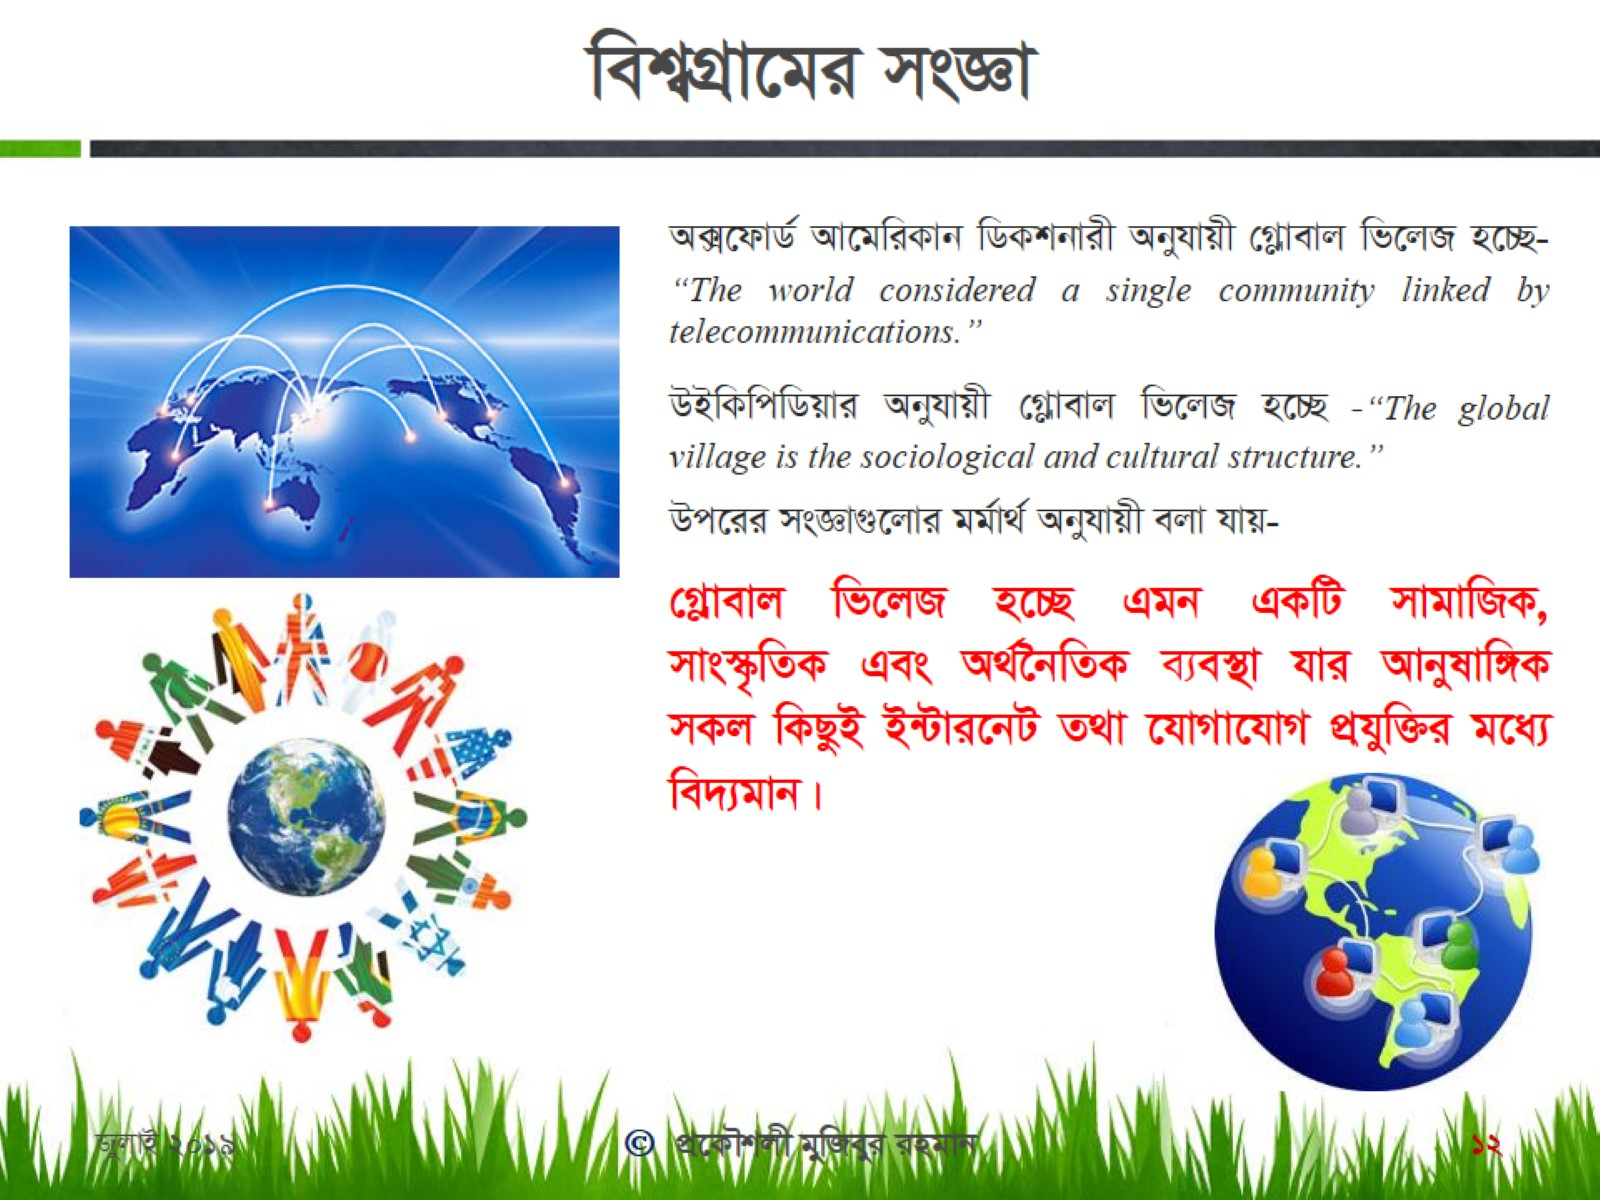 বিশ্বগ্রামের সংজ্ঞা
অক্সফোর্ড আমেরিকান ডিকশনারী অনুযায়ী গ্লোবাল ভিলেজ হচ্ছে-
“The world considered a single community linked by
telecommunications.”
উইকিপিডিয়ার অনুযায়ী গ্লোবাল ভিলেজ হচ্ছে -“The global
village is the sociological and cultural structure.”
উপরের সংজ্ঞাগুলোর মর্মার্থ অনুযায়ী বলা যায়-
গ্লোবাল ভিলেজ হচ্ছে এমন একটি সামাজিক,
সাংস্কৃতিক এবং অর্থনৈতিক ব্যবস্থা যার আনুষাঙ্গিক
সকল কিছুই ইন্টারনেট তথা যোগাযোগ প্রযুক্তির মধ্যে
বিদ্যমান।
জুলাই ২০১৯
© প্রকৌশলী মুজিবুর রহমান
১২